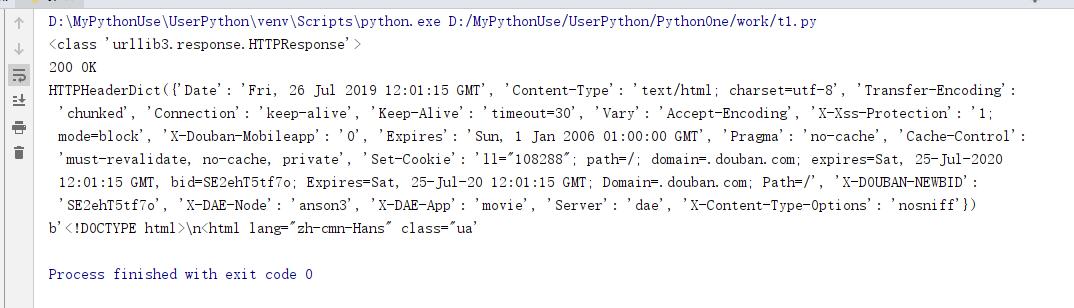 D:\MyPythonUse\UserPython\venv\Scripts\python.exe D:/MyPythonUse/UserPython/PythonOne/work/t1.py
<class 'urllib3.response.HTTPResponse'>
200 OK
HTTPHeaderDict({'Date': 'Fri, 26 Jul 2019 12:01:15 GMT', 'Content-Type': 'text/html; charset=utf-8', 'Transfer-Encoding':
'chunked', 'Connection': 'keep-alive', 'Keep-Alive': 'timeout=30', 'Vary': 'Accept-Encoding', 'X-Xss-Protection': '1;
mode=block', 'X-Douban-Mobileapp': '0', 'Expires': 'Sun, 1 Jan 2006 01:00:00 GMT', 'Pragma': 'no-cache', 'Cache-Control':
'must-revalidate, no-cache, private', 'Set-Cookie': 'll="108288"; path=/; domain=.douban.com; expires=Sat, 25-Jul-2020
12:01:15 GMT, bid=SE2ehT5tf7o; Expires=Sat, 25-Jul-20 12:01:15 GMT; Domain=.douban.com; Path=/', 'X-DOUBAN-NEWBID':
'SE2ehT5tf7o', 'X-DAE-Node': 'anson3', 'X-DAE-App': 'movie', 'Server': 'dae', 'X-Content-Type-Options': 'nosniff'})
b'<!DOCTYPE html>\n<html lang="zh-cmn-Hans" class="ua'
Process finished with exit code 0